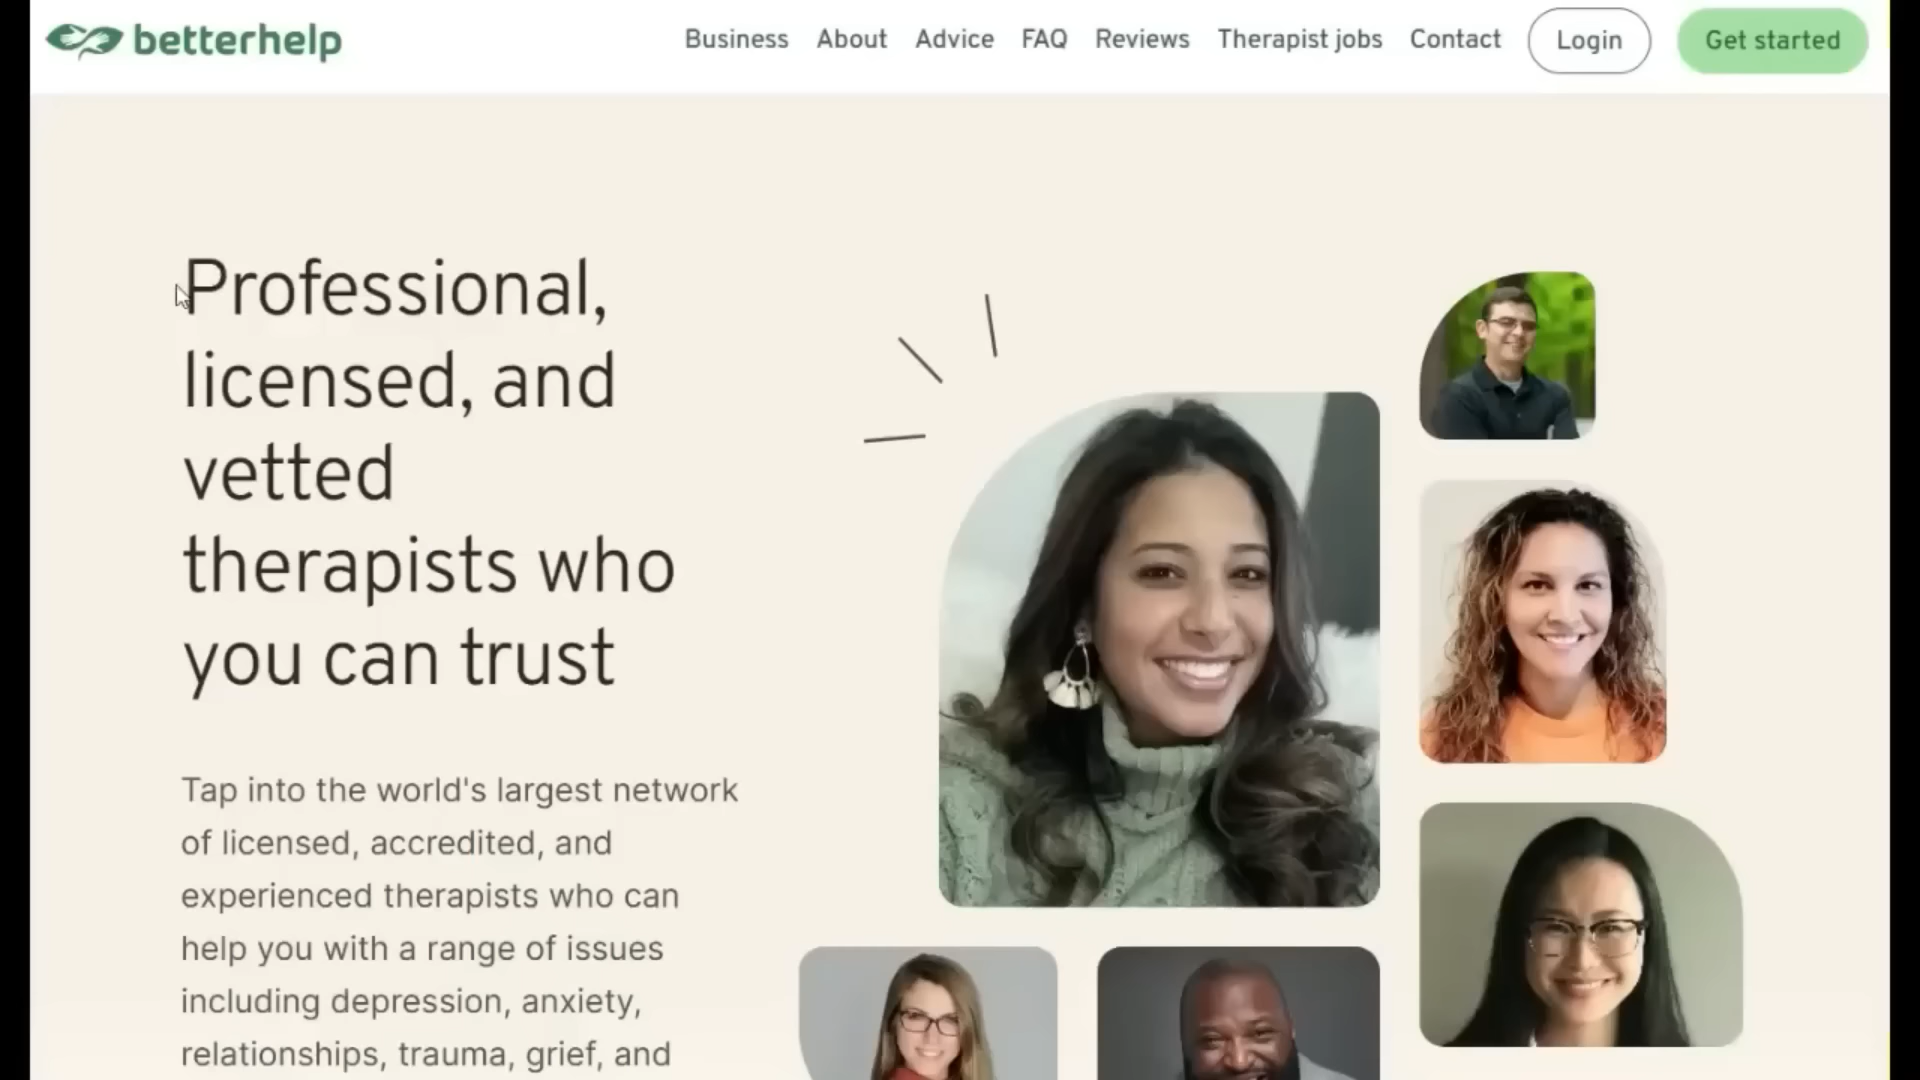 betterhelp
Business About Advice FAQ Reviews Therapist jobs Contact Login Get started
Professional,
licensed, and
vetted
therapists who
you can trust
Tap into the world's largest network
of licensed, accredited, and
experienced therapists who can
help you with a range of issues
including depression, anxiety,
relationships, trauma, grief, and